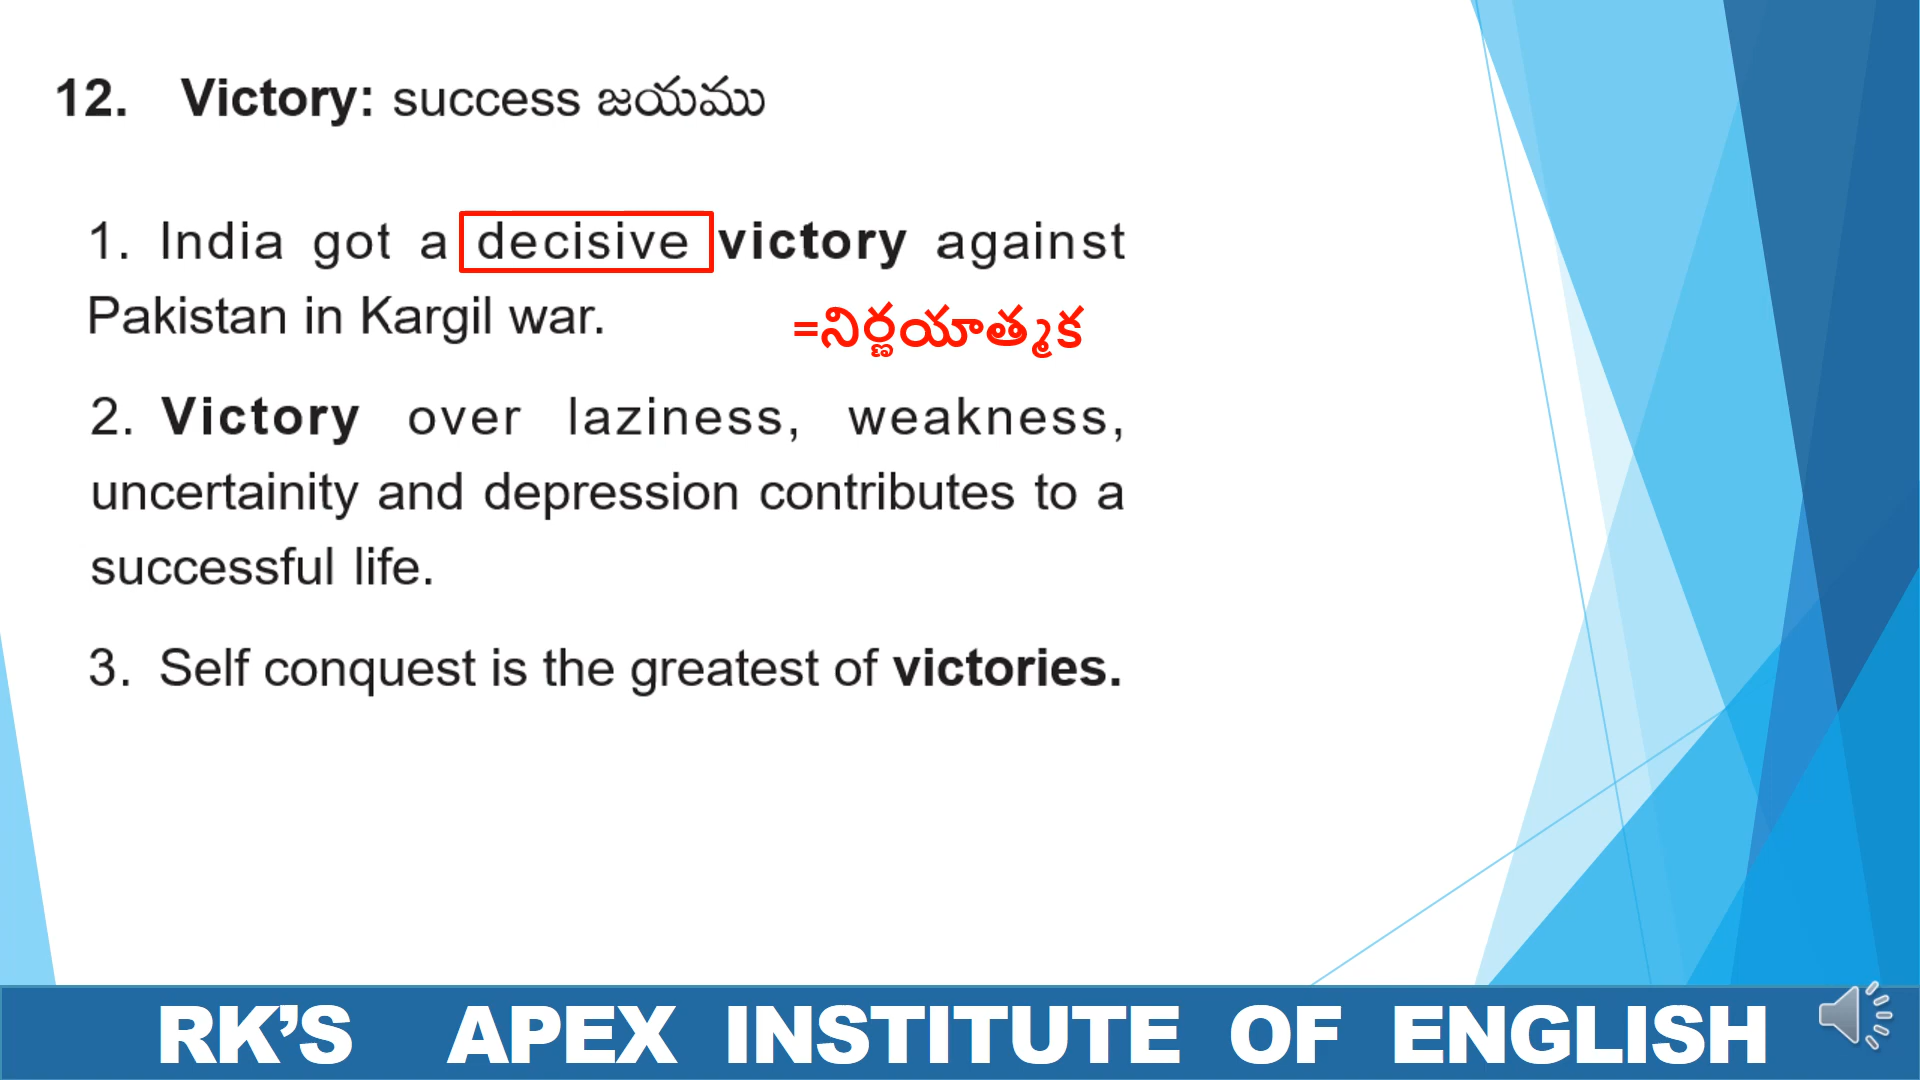 12. Victory: success జయము
1. India got a decisive victory against
Pakistan in Kargil war.
=నిర్ణయాత్మక
2. Victory over laziness, weakness,
uncertainity and depression contributes to a
successful life.
3. Self conquest is the greatest of victories.
RK’S APEX INSTITUTE OF ENGLISH